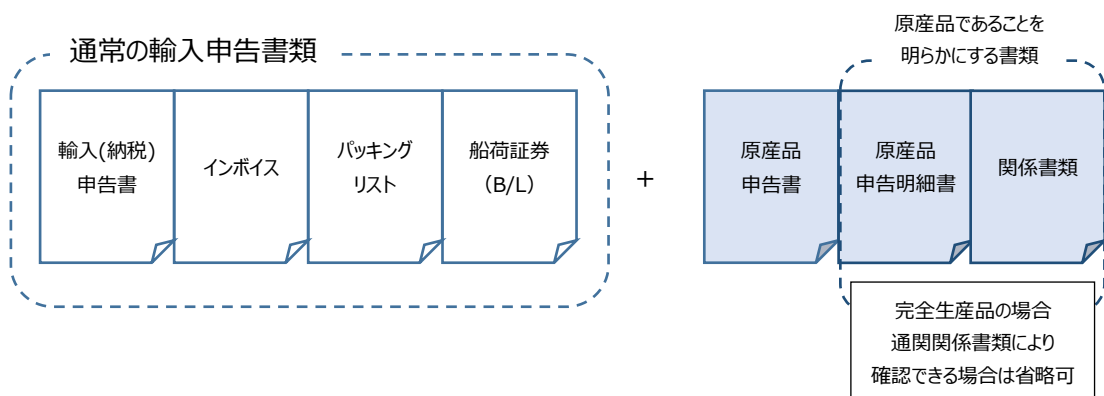 通常の輸入申告書類
輸入(納税)
申告書
インボイス
パッキング
リスト
船荷証券
（B/L）
+
原産品であることを
明らかにする書類
原産品
申告書
原産品
申告明細書
関係書類
完全生産品の場合
通関関係書類により
確認できる場合は省略可